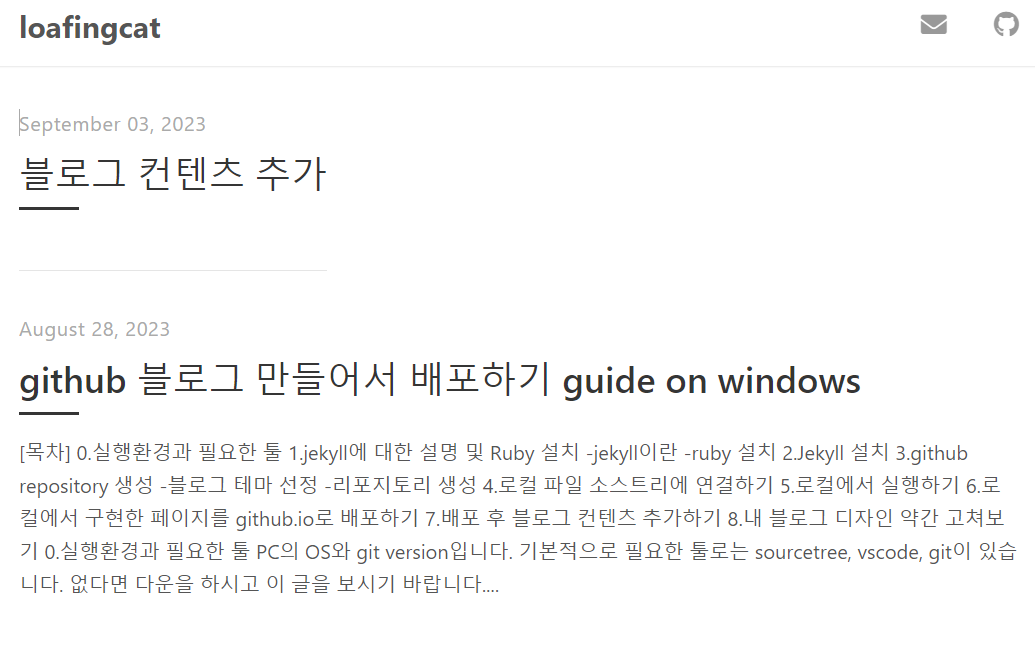 loafingcat
September 03, 2023
블로그 컨텐츠 추가
August 28, 2023
github 블로그 만들어서 배포하기 guide on windows
[목차] 0.실행환경과 필요한 툴 1.jekyll에 대한 설명 및 Ruby 설치 -jekyll이란 -ruby 설치 2.Jekyll 설치 3.github
repository 생성 -블로그 테마 선정 -리포지토리 생성 4.로컬 파일 소스트리에 연결하기 5.로컬에서 실행하기 6.로
컬에서 구현한 페이지를 github.io로 배포하기 7.배포 후 블로그 컨텐츠 추가하기 8.내 블로그 디자인 약간 고쳐보
기 0.실행환경과 필요한 툴 PC의 OS와 git version입니다. 기본적으로 필요한 툴로는 sourcetree, vscode, git이 있습
니다. 없다면 다운을 하시고 이 글을 보시기 바랍니다....